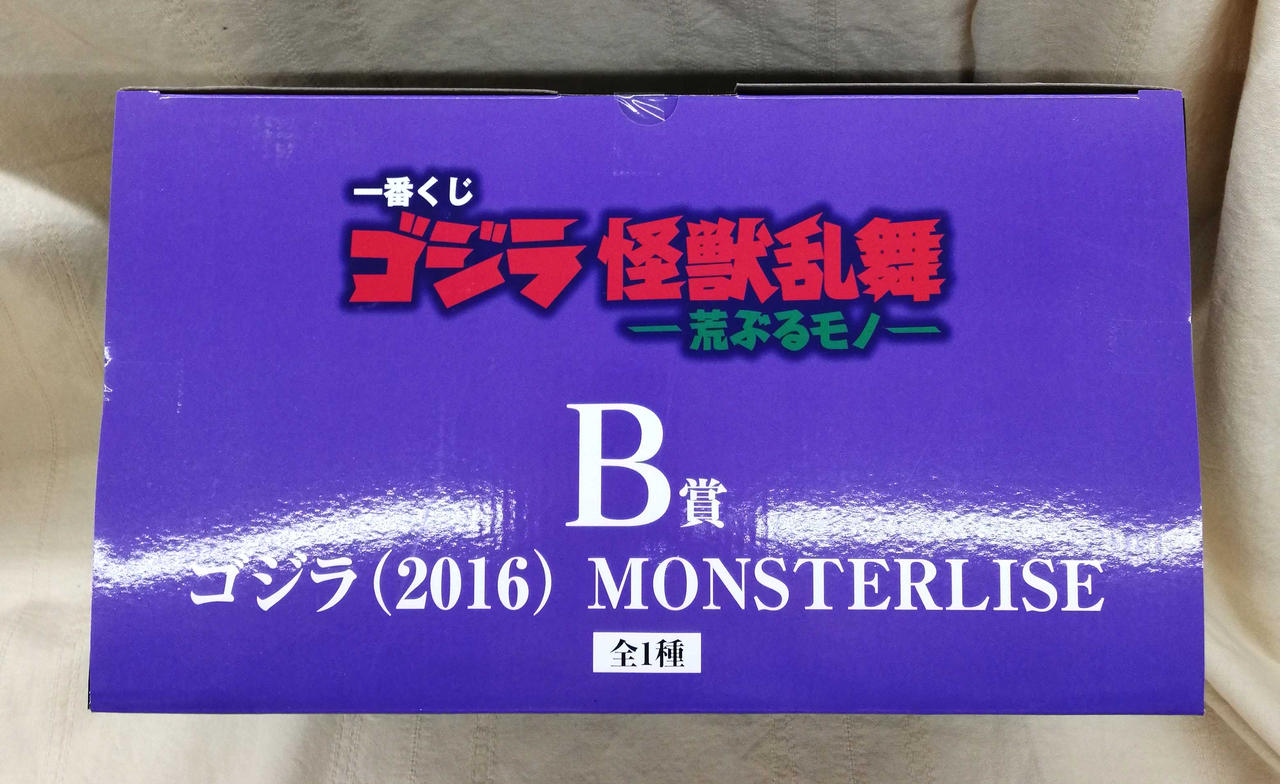 一番くじ
ゴジラ 怪獣乱舞
―荒ぶるモノ―
B賞
ゴジラ(2016) MONSTERLISE
全1種